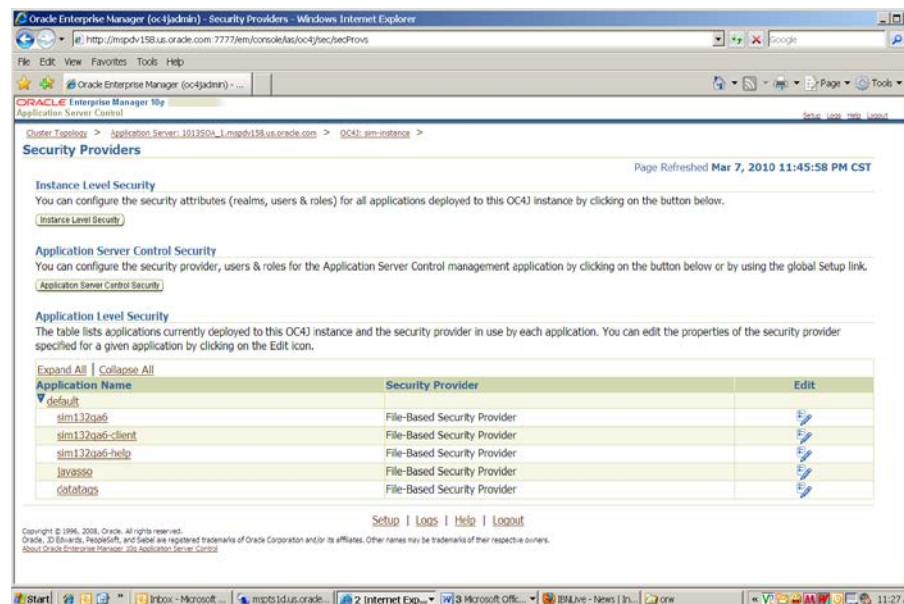 Oracle Enterprise Manager (oc4jadmin) - Security Providers - Windows Internet Explorer
http://mspdv158.us.oracle.com:7777/em/console/ias/oc4j/sec/secProvs
Google
File Edit View Favorites Tools Help
Oracle Enterprise Manager (oc4jadmin) - ...
Page Tools
ORACLE Enterprise Manager 10g
Application Server Control
Setup Logs Help Logout
Cluster Topology > Application Server: 1013SOA_1.mspdv158.us.oracle.com > OC4J: sim-instance >
Security Providers
Page Refreshed Mar 7, 2010 11:45:58 PM CST
Instance Level Security
You can configure the security attributes (realms, users & roles) for all applications deployed to this OC4J instance by clicking on the button below.
Instance Level Security
Application Server Control Security
You can configure the security provider, users & roles for the Application Server Control management application by clicking on the button below or by using the global Setup link.
Application Server Control Security
Application Level Security
The table lists applications currently deployed to this OC4J instance and the security provider in use by each application. You can edit the properties of the security provider
specified for a given application by clicking on the Edit icon.
Expand All | Collapse All
Application Name Security Provider Edit
default
sim132qa6 File-Based Security Provider
sim132qa6-client File-Based Security Provider
sim132qa6-help File-Based Security Provider
javasso File-Based Security Provider
datatags File-Based Security Provider
Setup | Logs | Help | Logout
Copyright © 1996, 2008, Oracle. All rights reserved.
Oracle, JD Edwards, PeopleSoft, and Siebel are registered trademarks of Oracle Corporation and/or its affiliates. Other names may be trademarks of their respective owners.
About Oracle Enterprise Manager 10g Application Server Control
Start Inbox - Microsoft ... mspts1d.us.orade... 2 Internet Exp... 3 Microsoft Offic... IBNLive - News | In... orw 11:27